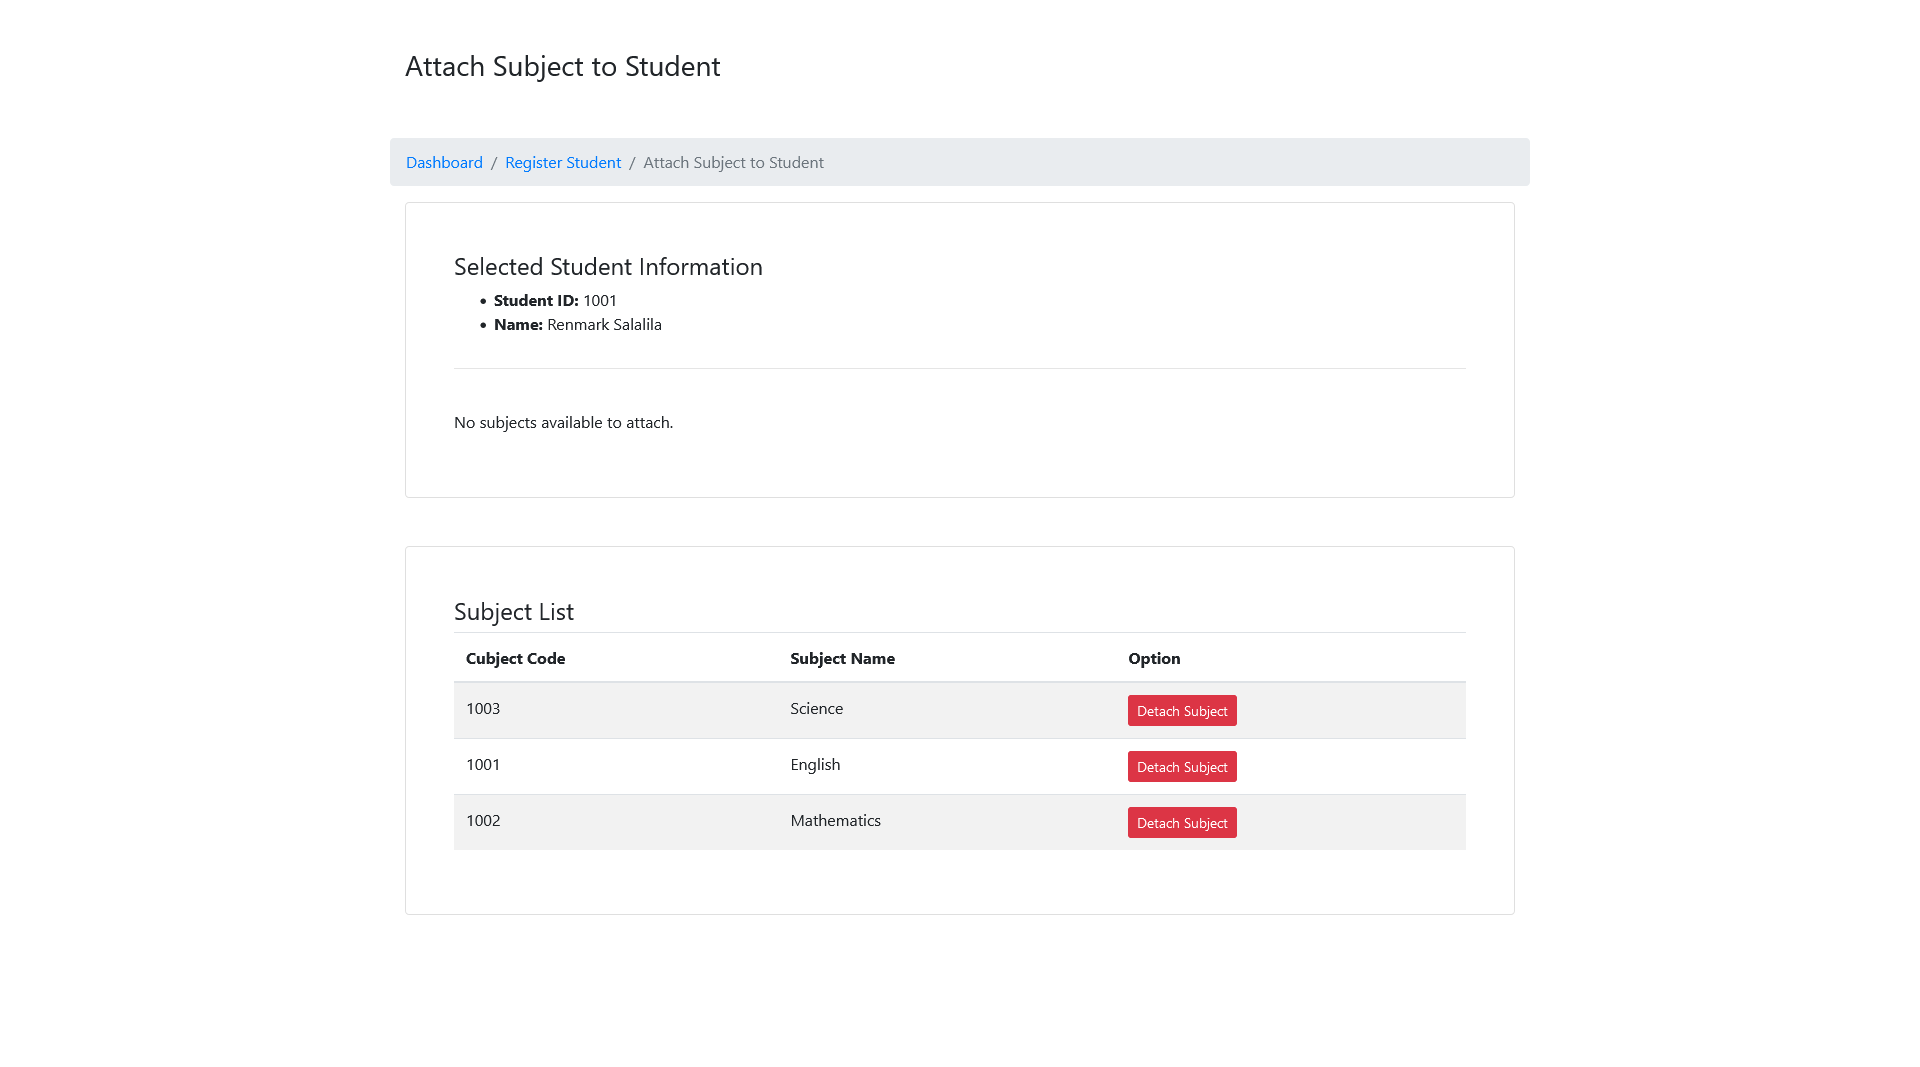 Attach Subject to Student
Dashboard / Register Student / Attach Subject to Student
Selected Student Information
• Student ID: 1001
• Name: Renmark Salalila
No subjects available to attach.
Subject List
Cubject Code Subject Name Option
1003 Science Detach Subject
1001 English Detach Subject
1002 Mathematics Detach Subject